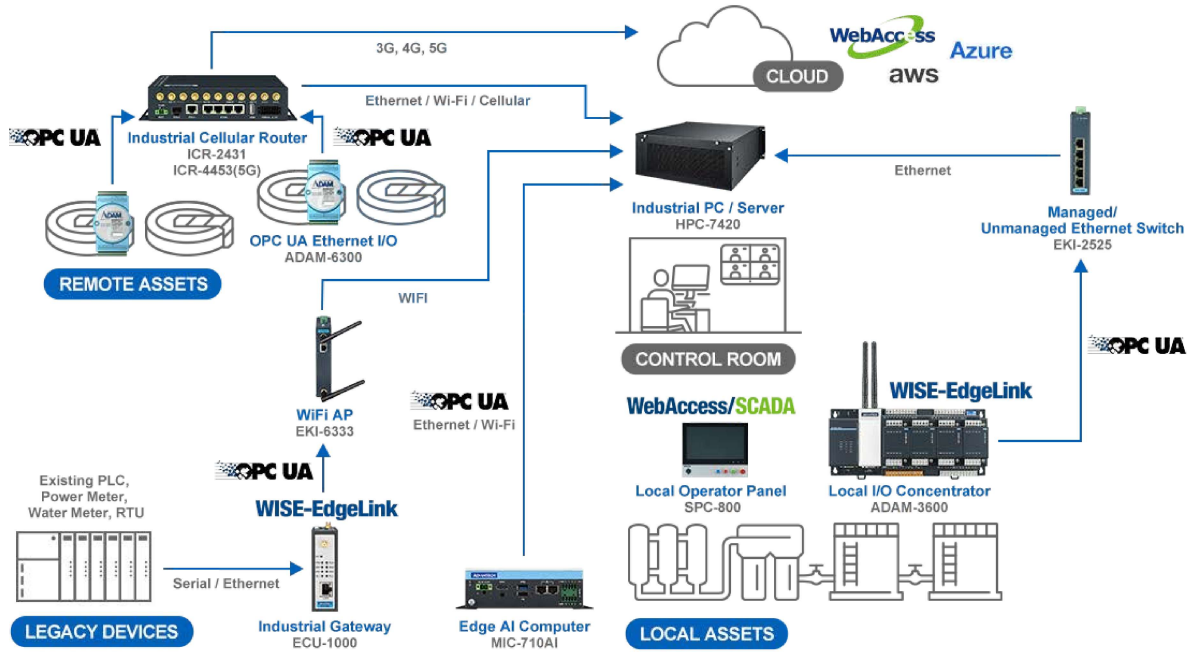 3G, 4G, 5G
CLOUD
WebAccess
aws
Azure
Ethernet / Wi-Fi / Cellular
OPC UA
Industrial Cellular Router
ICR-2431
ICR-4453(5G)
OPC UA
ADAM
ADAM
OPC UA Ethernet I/O
ADAM-6300
REMOTE ASSETS
Industrial PC / Server
HPC-7420
Ethernet
Managed/
Unmanaged Ethernet Switch
EKI-2525
WIFI
CONTROL ROOM
OPC UA
WiFi AP
EKI-6333
OPC UA
Ethernet / Wi-Fi
WebAccess/SCADA
WISE-EdgeLink
Local Operator Panel
SPC-800
Local I/O Concentrator
ADAM-3600
OPC UA
Existing PLC,
Power Meter,
Water Meter, RTU
WISE-EdgeLink
Serial / Ethernet
LEGACY DEVICES
Industrial Gateway
ECU-1000
ADVANTECH
Edge AI Computer
MIC-710AI
LOCAL ASSETS